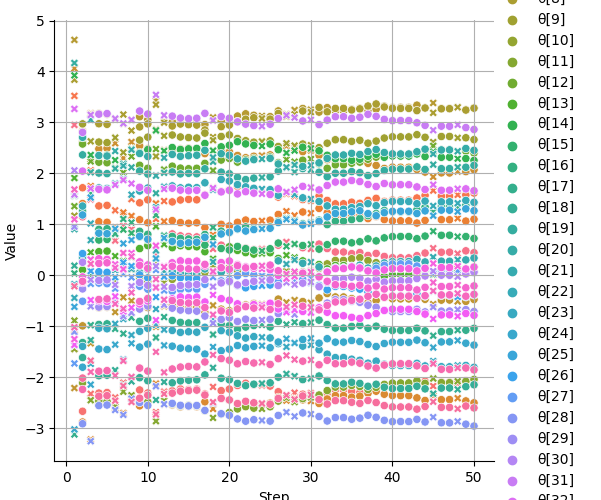 θ[8]
θ[9]
θ[10]
θ[11]
θ[12]
θ[13]
θ[14]
θ[15]
θ[16]
θ[17]
θ[18]
θ[19]
θ[20]
θ[21]
θ[22]
θ[23]
θ[24]
θ[25]
θ[26]
θ[27]
θ[28]
θ[29]
θ[30]
θ[31]
θ[32]
5
4
3
2
1
0
−1
−2
−3
Value
0
10
20
30
40
50
Step